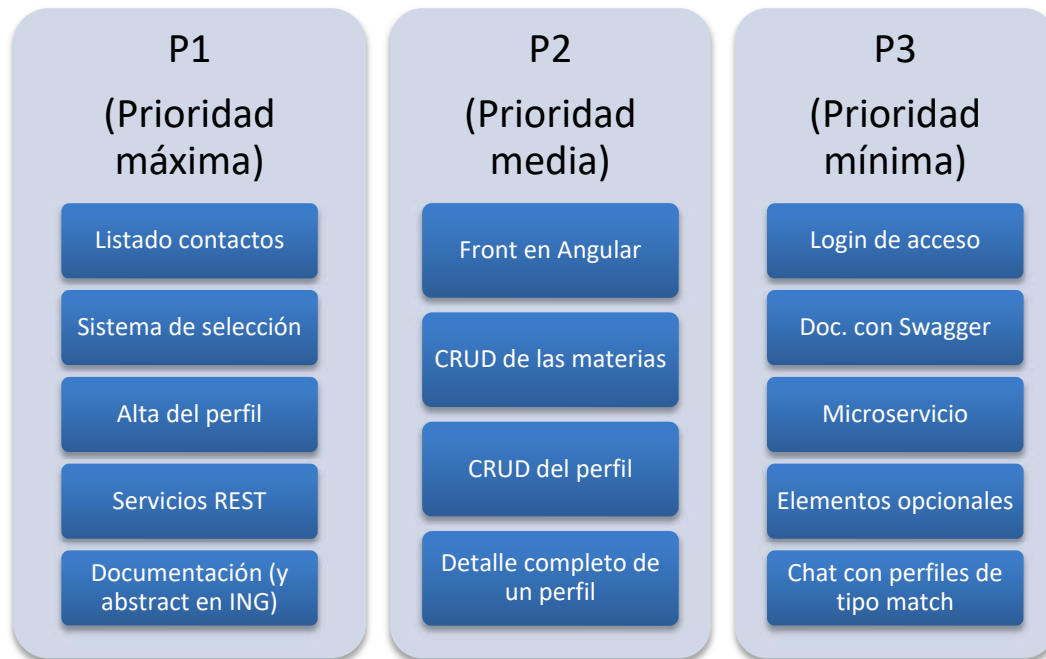 P1
(Prioridad
máxima)
Listado contactos
Sistema de selección
Alta del perfil
Servicios REST
Documentación (y
abstract en ING)
P2
(Prioridad
media)
Front en Angular
CRUD de las materias
CRUD del perfil
Detalle completo de
un perfil
P3
(Prioridad
mínima)
Login de acceso
Doc. con Swagger
Microservicio
Elementos opcionales
Chat con perfiles de
tipo match